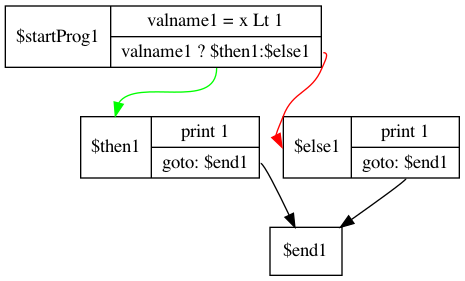 $startProg1
valname1 = x Lt 1
valname1 ? $then1:$else1
$then1
print 1
goto: $end1
$else1
print 1
goto: $end1
$end1